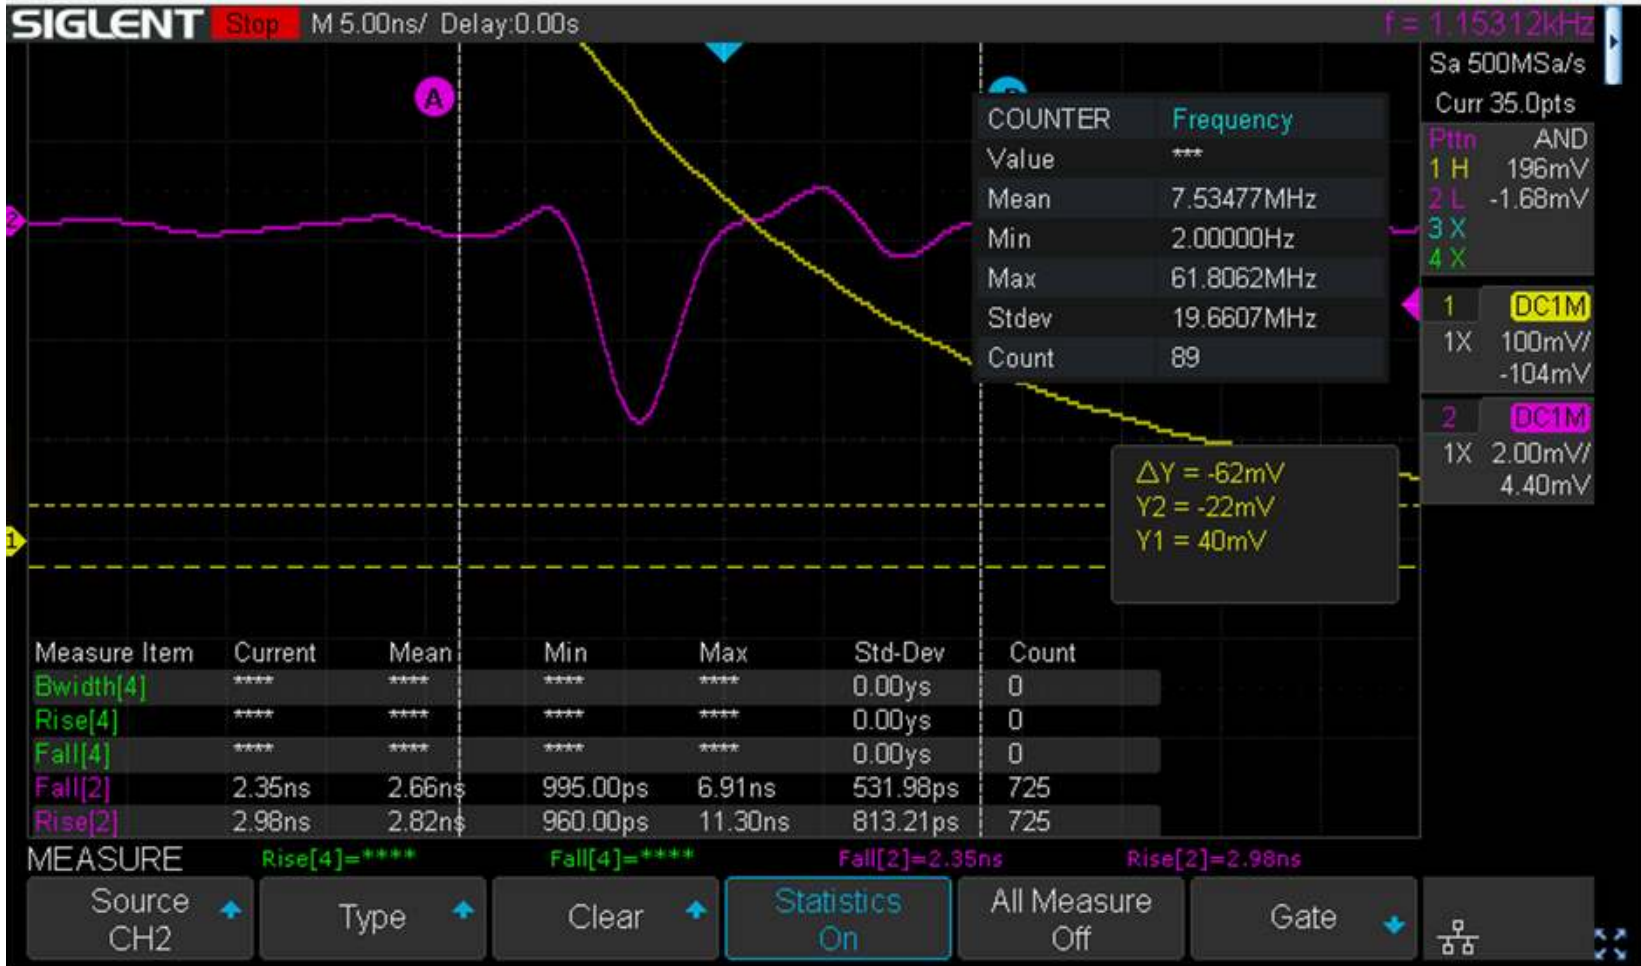 SIGLENT Stop M 5.00ns/ Delay:0.00s f = 1.15312kHz
Sa 500MSa/s
Curr 35.0pts
Pttn AND
1 H 196mV
2 L -1.68mV
3 X
4 X
A
COUNTER Frequency
Value ***
Mean 7.53477MHz
Min 2.00000Hz
Max 61.8062MHz
Stdev 19.6607MHz
Count 89
2
1 DC1M
1X 100mV/
-104mV
2 DC1M
1X 2.00mV/
4.40mV
ΔY = -62mV
Y2 = -22mV
Y1 = 40mV
1
Measure Item Current Mean Min Max Std-Dev Count
Bwidth[4] **** **** **** **** 0.00ys 0
Rise[4] **** **** **** **** 0.00ys 0
Fall[4] **** **** **** **** 0.00ys 0
Fall[2] 2.35ns 2.66ns 995.00ps 6.91ns 531.98ps 725
Rise[2] 2.98ns 2.82ns 960.00ps 11.30ns 813.21ps 725
MEASURE Rise[4]=**** Fall[4]=**** Fall[2]=2.35ns Rise[2]=2.98ns
Source
CH2
Type
Clear
Statistics
On
All Measure
Off
Gate